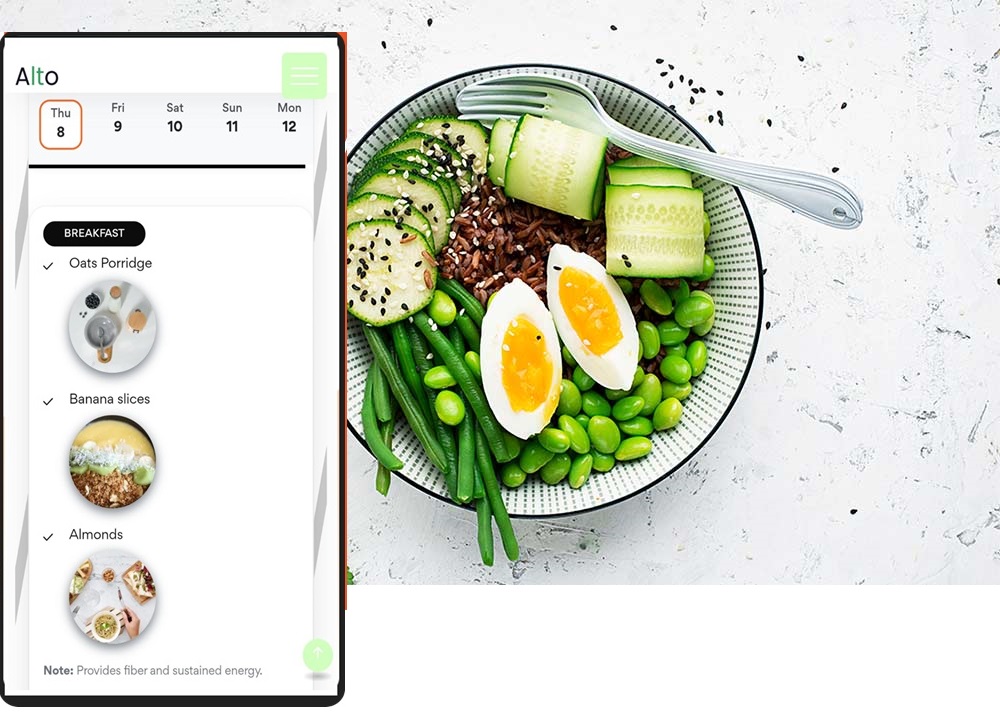 Alto
Thu Fri Sat Sun Mon
8 9 10 11 12
BREAKFAST
Oats Porridge
Banana slices
Almonds
Note: Provides fiber and sustained energy.